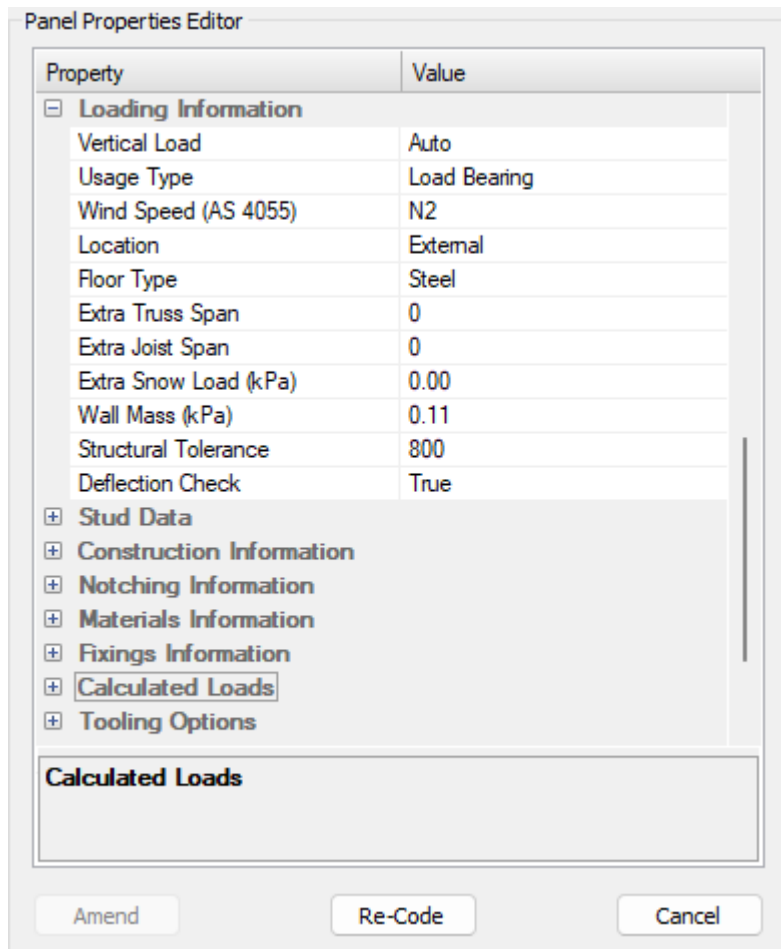 Panel Properties Editor
Property Value
Loading Information
Vertical Load Auto
Usage Type Load Bearing
Wind Speed (AS 4055) N2
Location External
Floor Type Steel
Extra Truss Span 0
Extra Joist Span 0
Extra Snow Load (kPa) 0.00
Wall Mass (kPa) 0.11
Structural Tolerance 800
Deflection Check True
Stud Data
Construction Information
Notching Information
Materials Information
Fixings Information
Calculated Loads
Tooling Options
Calculated Loads
Amend Re-Code Cancel